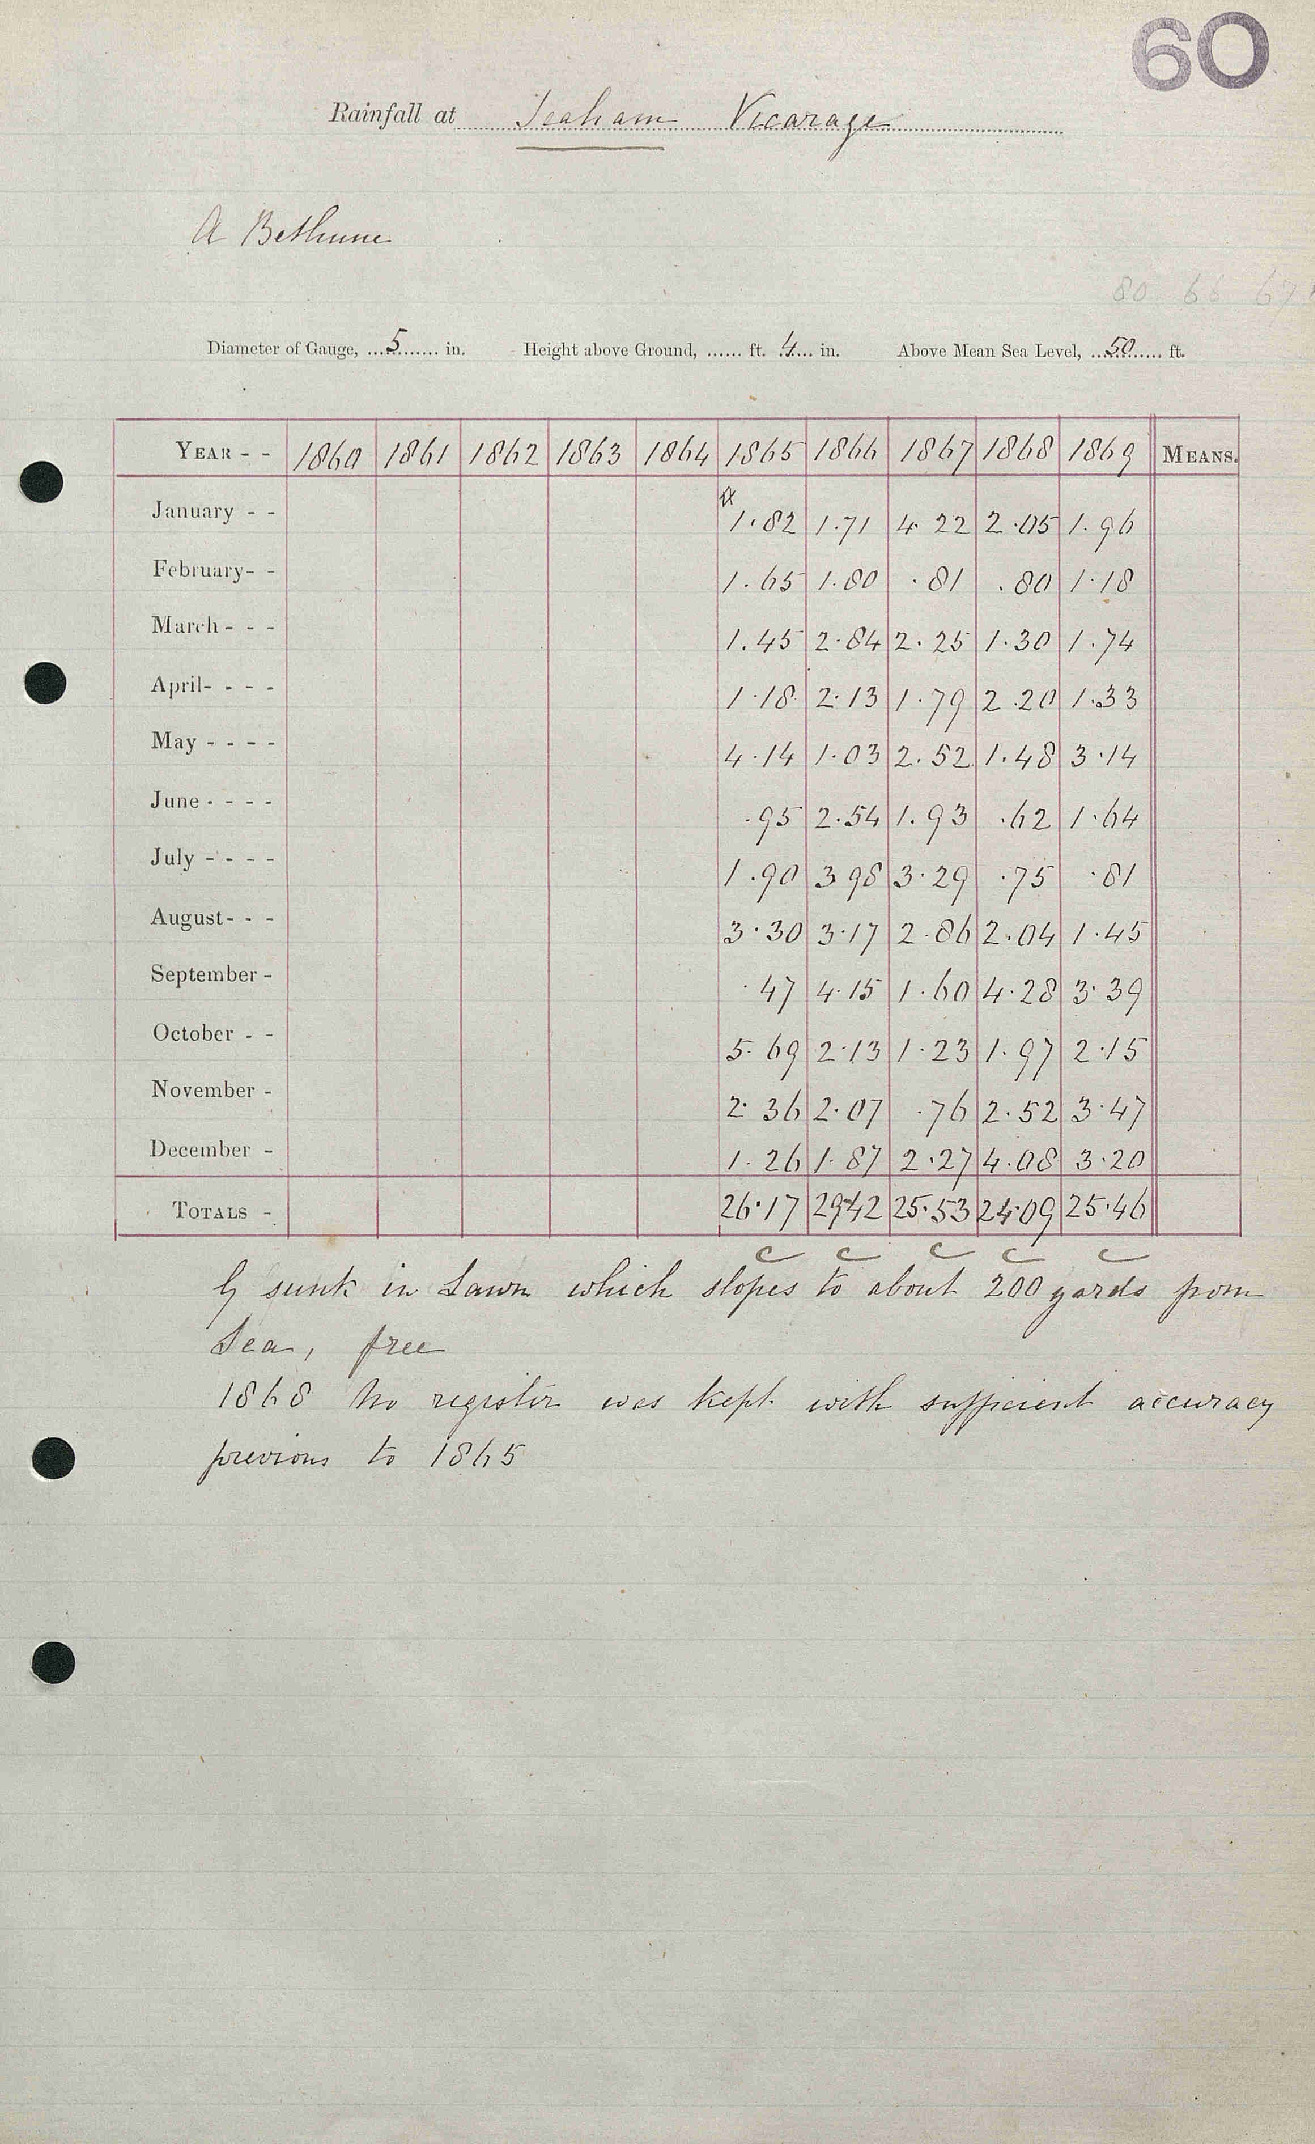 60
Rainfall at Seaham Vicarage
A Bethune
80 66 67
Diameter of Gauge, 5 in. Height above Ground, ...... ft. 4 in. Above Mean Sea Level, 50 ft.
YEAR - - 1860 1861 1862 1863 1864 1865 1866 1867 1868 1869 MEANS.
January - - a 1.82 1.71 4 22 2.05 1.96
February- - 1.65 1.80 .81 .80 1.18
March - - - 1.45 2.84 2.25 1.30 1.74
April- - - - 1.18 2.13 1.79 2.20 1.33
May - - - - 4.14 1.03 2.52 1.48 3.14
June - - - - .95 2.54 1.93 .62 1.64
July - - - - 1.90 3 98 3.29 .75 .81
August- - - 3.30 3.17 2.86 2.04 1.45
September - .47 4.15 1.60 4.28 3.39
October - - 5.69 2.13 1.23 1.97 2.15
November - 2.36 2.07 .76 2.52 3.47
December - 1.26 1.87 2.27 4.08 3.20
TOTALS - 26.17 29.42 25.53 24.09 25.46
G sunk in Lawn which slopes to about 200 yards from
Sea, free
1868 No register was kept with sufficient accuracy
previous to 1865